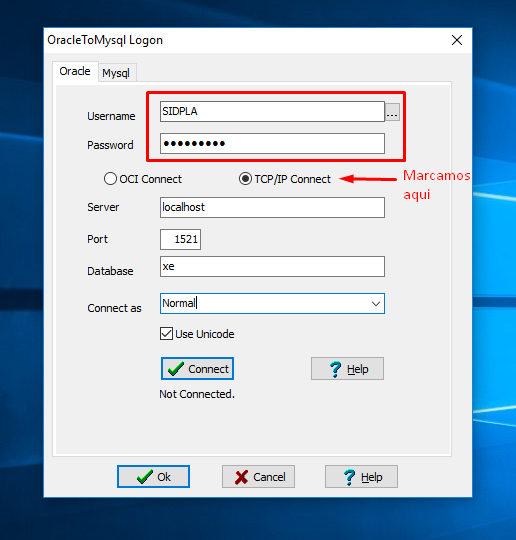 OracleToMysql Logon
Oracle
Mysql
Username
SIDPLA
...
Password
●●●●●●●●●
OCI Connect
TCP/IP Connect
Marcamos
aqui
Server
localhost
Port
1521
Database
xe
Connect as
Normal
Use Unicode
Connect
Help
Not Connected.
Ok
Cancel
Help